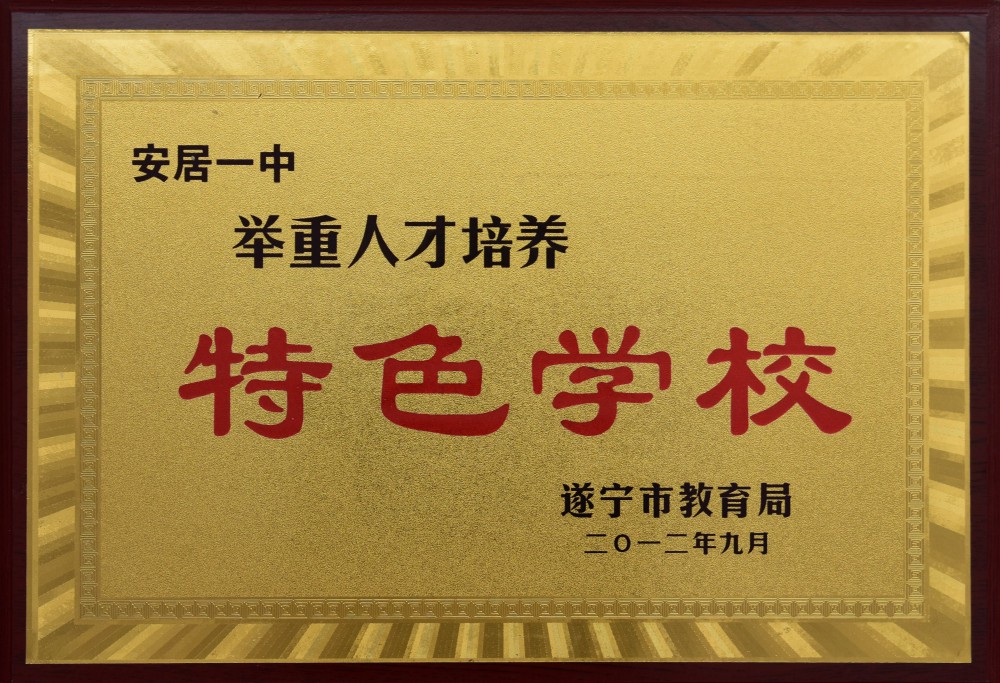 安居一中
举重人才培养
特色学校
遂宁市教育局
二〇一二年九月